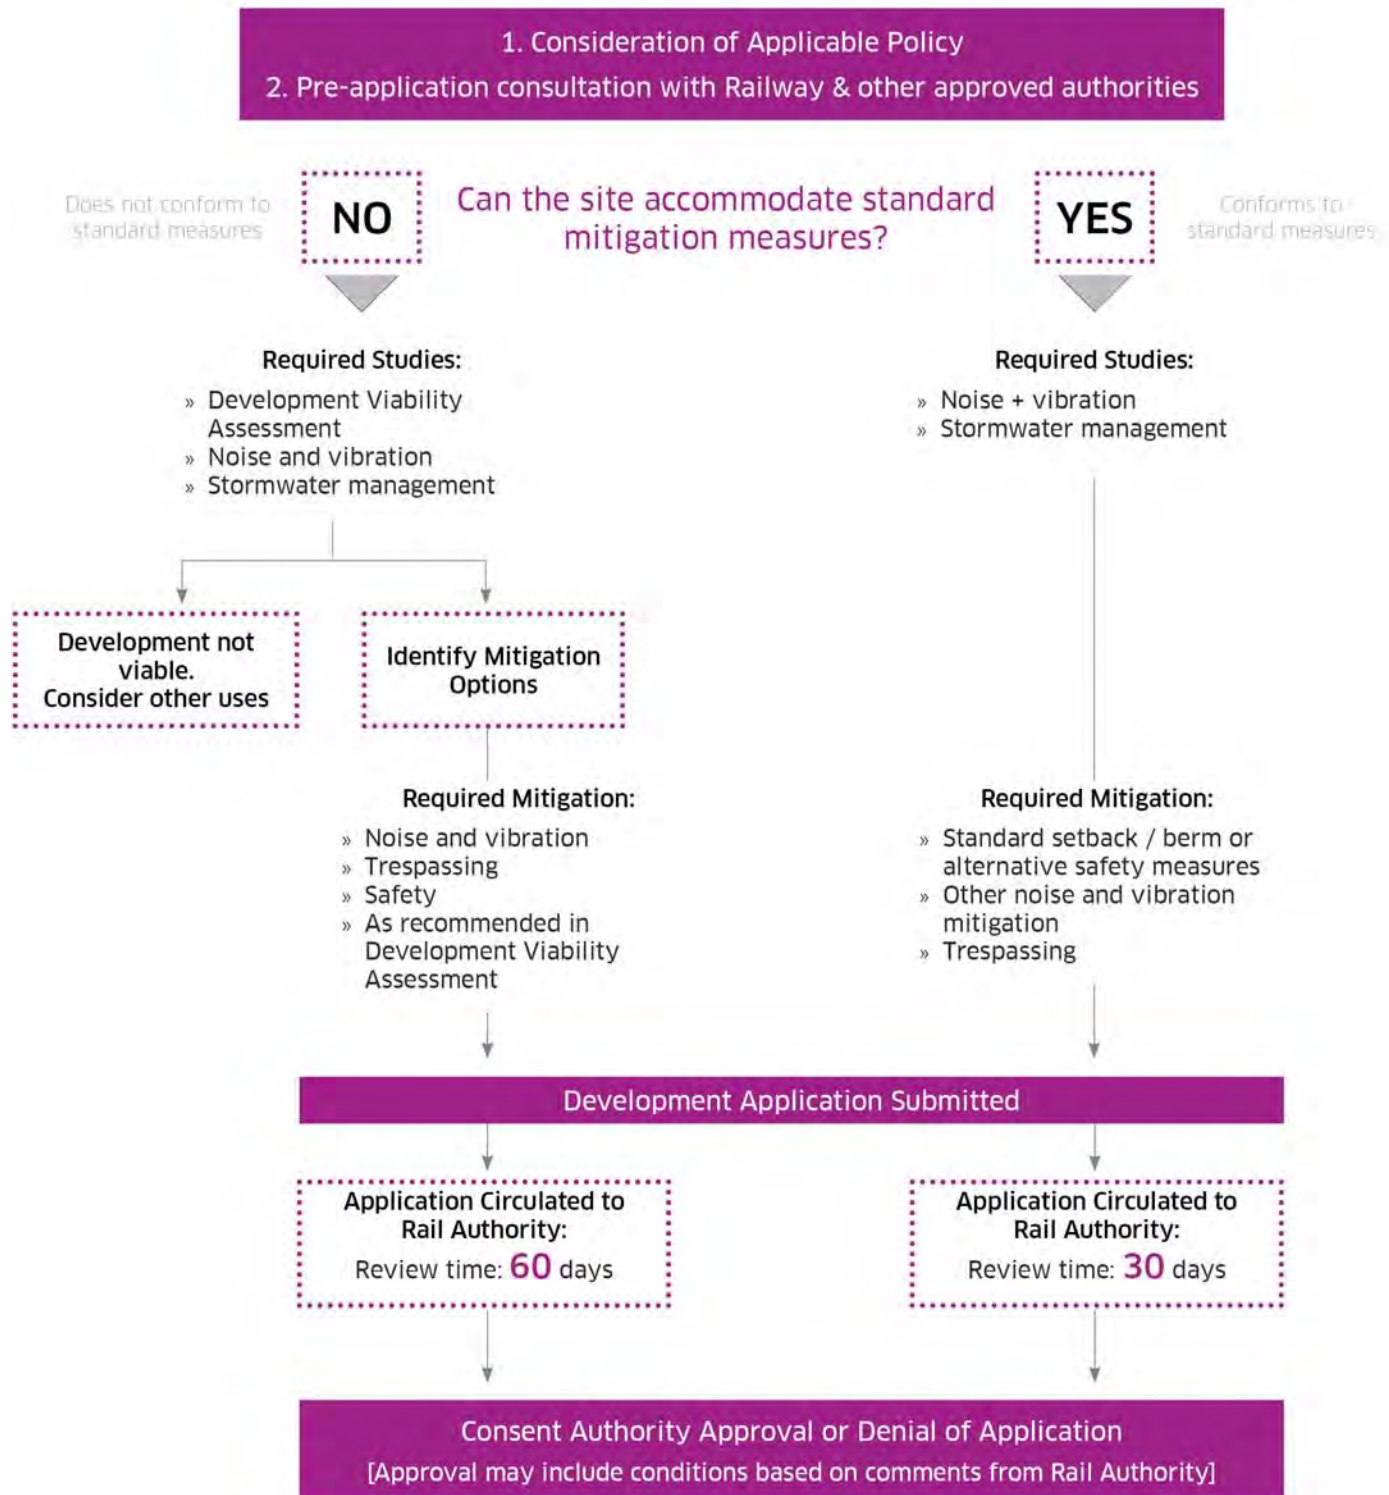 1. Consideration of Applicable Policy
2. Pre-application consultation with Railway & other approved authorities
Does not conform to
standard measures
NO
Can the site accommodate standard
mitigation measures?
YES
Conforms to
standard measures
Required Studies:
» Development Viability
Assessment
» Noise and vibration
» Stormwater management
Required Studies:
» Noise + vibration
» Stormwater management
Development not
viable.
Consider other uses
Identify Mitigation
Options
Required Mitigation:
» Noise and vibration
» Trespassing
» Safety
» As recommended in
Development Viability
Assessment
Required Mitigation:
» Standard setback / berm or
alternative safety measures
» Other noise and vibration
mitigation
» Trespassing
Development Application Submitted
Application Circulated to
Rail Authority:
Review time: 60 days
Application Circulated to
Rail Authority:
Review time: 30 days
Consent Authority Approval or Denial of Application
[Approval may include conditions based on comments from Rail Authority]